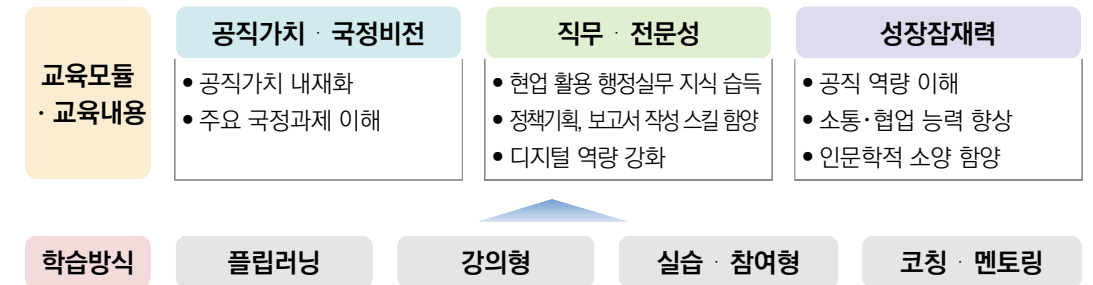 교육모듈
· 교육내용
공직가치 · 국정비전
• 공직가치 내재화
• 주요 국정과제 이해
직무 · 전문성
• 현업 활용 행정실무 지식 습득
• 정책기획, 보고서 작성 스킬 함양
• 디지털 역량 강화
성장잠재력
• 공직 역량 이해
• 소통·협업 능력 향상
• 인문학적 소양 함양
학습방식
플립러닝
강의형
실습 · 참여형
코칭 · 멘토링